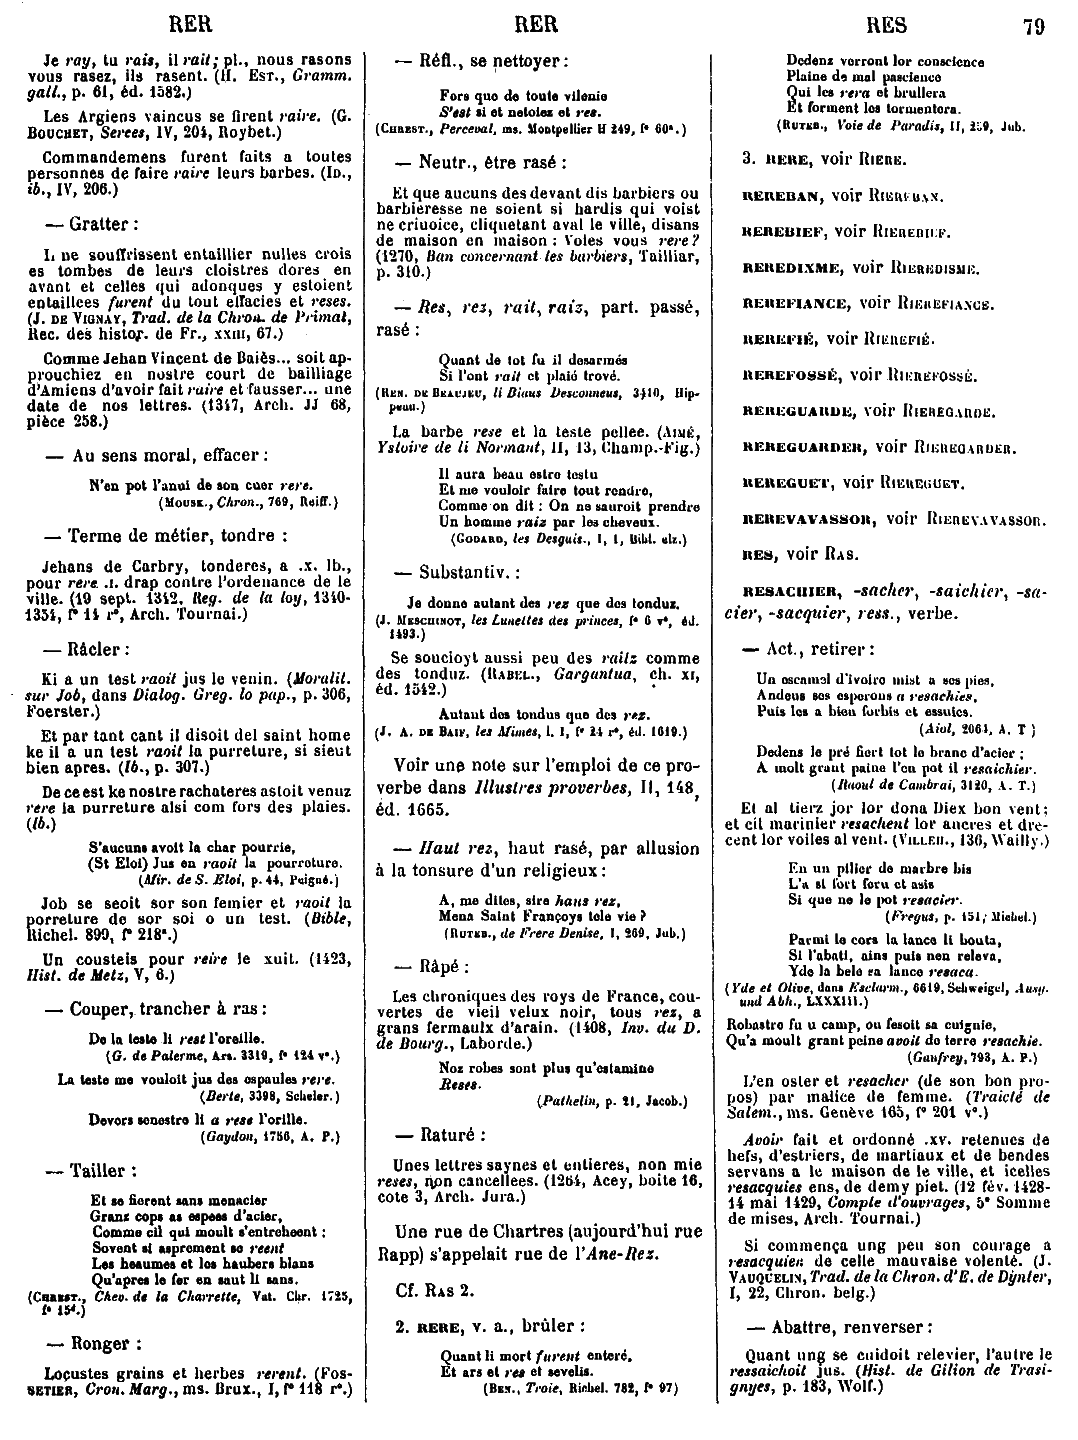 RER
RER
RES
79
Je ray, tu rais, il rait; pl., nous rasons
vous rasez, ils rasent. (H. EST., Gramm.
gall., p. 61, éd. 1582.)
Les Argiens vaincus se firent raire. (G.
BOUCHET, Serees, IV, 204, Roybet.)
Commandemens furent faits a toutes
personnes de faire raire leurs barbes. (ID.,
ib., IV, 206.)
— Gratter :
Li ne souffrissent entaillier nulles crois
es tombes de leurs cloistres dores en
avant et celles qui adonques y estoient
entaillees furent du tout effacies et reses.
(J. DE VIGNAY, Trad. de la Chron. de Primat,
Rec. des histor. de Fr., XXIII, 67.)
Comme Jehan Vincent de Baiès... soit ap-
prouchiez en nostre court de bailliage
d'Amiens d'avoir fait raire et fausser... une
date de nos lettres. (1347, Arch. JJ 68,
pièce 258.)
— Au sens moral, effacer :
N'en pot l'anui de son cuer rere.
(MOUSK., Chron., 769, Reiff.)
— Terme de métier, tondre :
Jehans de Carbry, tonderes, a .x. lb.,
pour rere .I. drap contre l'ordenance de le
ville. (19 sept. 1342, Reg. de la loy, 1340-
1354, f° 14 r°, Arch. Tournai.)
— Râcler :
Ki a un test raoit jus le venin. (Moralit.
sur Job, dans Dialog. Greg. lo pap., p. 306,
Foerster.)
Et par tant cant il disoit del saint home
ke il a un test raoit la purreture, si sieut
bien apres. (Ib., p. 307.)
De ce est ke nostre rachateres astoit venuz
rere la purreture alsi com fors des plaies.
(Ib.)
S'aucuns avoit la char pourrie,
(St Eloi) Jus en raoit la pourreture.
(Mir. de S. Eloi, p. 44, Peigné.)
Job se seoit sor son femier et raoit la
porreture de sor soi o un test. (Bible,
Richel. 899, f° 218ª.)
Un cousteis pour reire le xuil. (1423,
Hist. de Metz, V, 6.)
— Couper, trancher à ras :
De la teste li rest l'oreille.
(G. de Palerme, Ars. 3319, f° 124 v°.)
La teste me vouloit jus des espaules rere.
(Berte, 3398, Scheler.)
Devers senestre li a rese l'orille.
(Gaydon, 1786, A. P.)
— Tailler :
Et se fierent sans menacier
Granz cops as espees d'acier,
Comme cil qui moult s'entreheent :
Sovent si asprement se reent
Les heaumes et los haubers blans
Qu'apres le fer en saut li sans.
(CHREST., Chev. de la Charrette, Vat. Chr. 1725,
f° 15ᵈ.)
— Ronger :
Locustes grains et herbes rerent. (FOS-
SETIER, Cron. Marg., ms. Brux., I, f° 118 r°.)
— Réfl., se nettoyer :
Fors que de toute vilenie
S'est si et netoiez et res.
(CHREST., Perceval, ms. Montpellier H 249, f° 60ª.)
— Neutr., être rasé :
Et que aucuns des devant dis barbiers ou
barbieresse ne soient si hardis qui voist
ne criuoice, cliquetant aval le ville, disans
de maison en maison : Voles vous rere ?
(1270, Ban concernant les barbiers, Tailliar,
p. 310.)
— Res, rez, rait, raiz, part. passé,
rasé :
Quant de tot fu il desarmés
Si l'ont rait et plaié trové.
(REN. DE BEAUJEU, li Biaus Desconneus, 3410, Hip-
peau.)
La barbe rese et la teste pellee. (AIMÉ,
Ystoire de li Normant, II, 13, Champ.-Fig.)
Il aura beau estre testu
Et me vouloir faire tout rendre,
Comme on dit : On ne sauroit prendre
Un homme raiz par les cheveux.
(GODARD, les Desguis., I, 1, Bibl. elz.)
— Substantiv. :
Je donne autant des rez que des tonduz.
(J. MESCHINOT, les Lunettes des princes, f° 6 v°, éd.
1493.)
Se soucioyt aussi peu des raitz comme
des tonduz. (RABEL., Gargantua, ch. XI,
éd. 1542.)
Autant des tondus que des rez.
(J. A. DE BAIF, les Mimes, l. I, f° 24 r°, éd. 1619.)
Voir une note sur l'emploi de ce pro-
verbe dans Illustres proverbes, II, 148,
éd. 1665.
— Haut rez, haut rasé, par allusion
à la tonsure d'un religieux :
A, me dites, sire haus rez,
Mena Saint Françoys tele vie ?
(RUTEB., de Frere Denise, I, 269, Jub.)
— Râpé :
Les chroniques des roys de France, cou-
vertes de vieil velux noir, tous rez, a
grans fermaulx d'arain. (1408, Inv. du D.
de Bourg., Laborde.)
Noz robes sont plus qu'estamine
Reses.
(Pathelin, p. 21, Jacob.)
— Raturé :
Unes lettres saynes et entieres, non mie
reses, non cancellees. (1264, Acey, boite 16,
cote 3, Arch. Jura.)
Une rue de Chartres (aujourd'hui rue
Rapp) s'appelait rue de l'Ane-Rez.
Cf. RAS 2.
2. RERE, v. a., brûler :
Quant li mort furent enteré,
Et ars et res et sevelis.
(BEN., Troie, Richel. 782, f° 97)
Dedenz verront lor conscience
Plaine de mal pascience
Qui les rera et brullera
Et forment les tormentera.
(RUTEB., Voie de Paradis, II, 259, Jub.
3. RERE, voir RIERE.
REREBAN, voir RIEREBAN.
REREBIEF, voir RIEREBIEF.
REREDIXME, voir RIEREDISME.
REREFIANCE, voir RIEREFIANCE.
REREFIÉ, voir RIEREFIÉ.
REREFOSSÉ, voir RIEREFOSSÉ.
REREGUARDE, voir RIEREGARDE.
REREGUARDER, voir RIEREGARDER.
REREGUET, voir RIEREGUET.
REREVAVASSOR, voir RIEREVAVASSOR.
RES, voir RAS.
RESACHIER, -sacher, -saichier, -sa-
cier, -sacquier, ress., verbe.
— Act., retirer :
Un escamel d'ivoire mist a ses pies,
Andeus ses esperons a resachies,
Puis les a bien forbis et essuies.
(Aiol, 2064, A. T )
Dedens le pré fiert tot le branc d'acier ;
A molt grant paine l'en pot il resaichier.
(Raoul de Cambrai, 3120, A. T.)
Et al tierz jor lor dona Diex bon vent ;
et cil marinier resachent lor ancres et dre-
cent lor voiles al vent. (VILLEH., 136, Wailly.)
En un piller de marbre bis
L'a si fort feru et asis
Si que ne le pot resacier.
(Fregus, p. 151, Michel.)
Parmi le cors la lance li bouta,
Si l'abati, ains puis nen releva,
Yde la bele sa lance resaca.
(Yde et Olive, dans Esclarm., 6619, Schweigel, Ausg.
und Abh., LXXXIII.)
Robastre fu u camp, ou fesoit sa cuignie,
Qu'a moult grant peine avoit de terre resachie.
(Gaufrey, 793, A. P.)
L'en oster et resacher (de son bon pro-
pos) par malice de femme. (Traicté de
Salem., ms. Genève 165, f° 201 v°.)
Avoir fait et ordonné .XV. retenues de
hefs, d'estriers, de martiaux et de bendes
servans a le maison de le ville, et icelles
resacquies ens, de demy piet. (12 fév. 1428-
14 mai 1429, Compte d'ouvrages, 5ᵉ Somme
de mises, Arch. Tournai.)
Si commença ung peu son courage a
resacquier de celle mauvaise volenté. (J.
VAUQUELIN, Trad. de la Chron. d'E. de Dynter,
I, 22, Chron. belg.)
— Abattre, renverser :
Quant ung se cuidoit relevier, l'autre le
ressaichoit jus. (Hist. de Gilion de Trasi-
gnyes, p. 183, Wolf.)